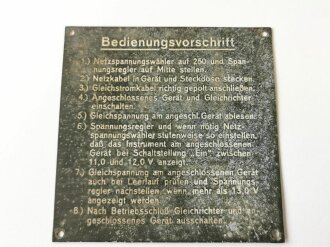 Bedienungsvorschrift
1.) Netzspannungswähler auf 250 und Span-
nungsregler auf Mitte stellen.
2.) Netzkabel in Gerät und Steckdose stecken.
3.) Gleichstromkabel richtig gepolt anschließen.
4.) Angeschlossenes Gerät und Gleichrichter
einschalten.
5.) Gleichspannung am angeschl. Gerät ablesen.
6.) Spannungsregler und wenn nötig Netz-
spannungswähler stufenweise so einstellen,
daß das Instrument am angeschlossenen
Gerät bei Schaltstellung „Ein" zwischen
11,0 und 12,0 V anzeigt.
7.) Gleichspannung am angeschlossenen Gerät
auch bei Leerlauf prüfen und Spannungs-
regler nachstellen, wenn mehr als 13,0 V
angezeigt werden.
8.) Nach Betriebsschluß Gleichrichter und an-
geschlossenes Gerät ausschalten.